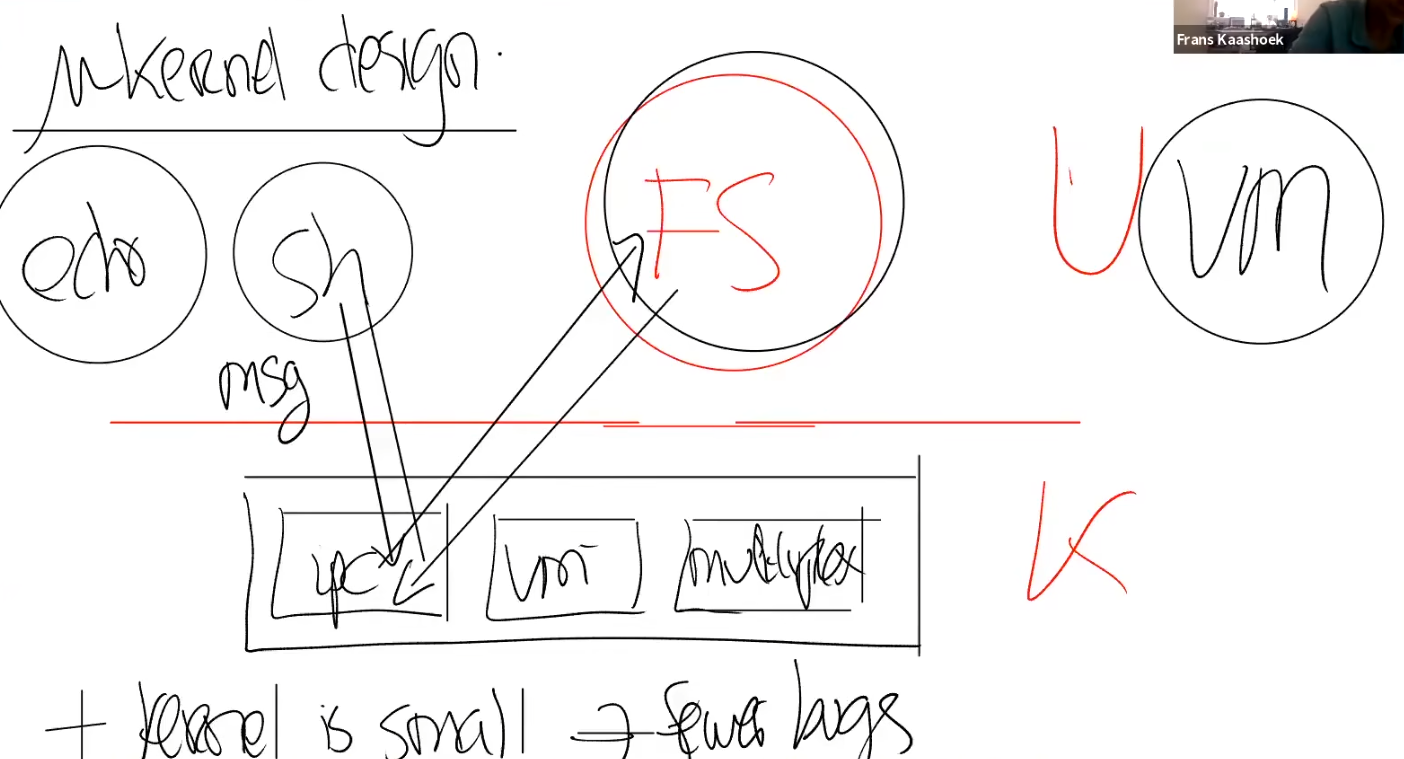 μkernel design.
Frans Kaashoek
echo
sh
FS
U
VM
msg
ipc
vm
multiplex
K
+ kernel is small → fewer bugs